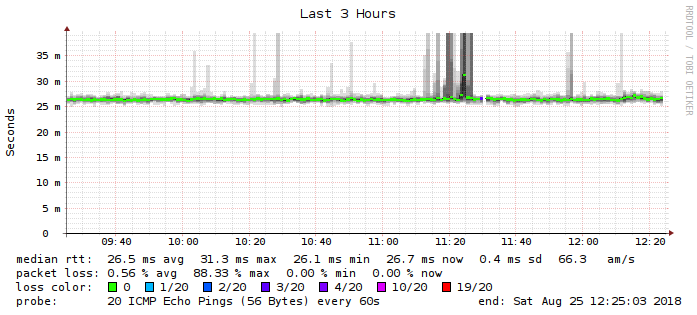 Last 3 Hours
RRDTOOL / TOBI OETIKER
Seconds
35 m
30 m
25 m
20 m
15 m
10 m
5 m
0
09:40 10:00 10:20 10:40 11:00 11:20 11:40 12:00 12:20
median rtt: 26.5 ms avg 31.3 ms max 26.1 ms min 26.7 ms now 0.4 ms sd 66.3 am/s
packet loss: 0.56 % avg 88.33 % max 0.00 % min 0.00 % now
loss color: 0 1/20 2/20 3/20 4/20 10/20 19/20
probe: 20 ICMP Echo Pings (56 Bytes) every 60s end: Sat Aug 25 12:25:03 2018